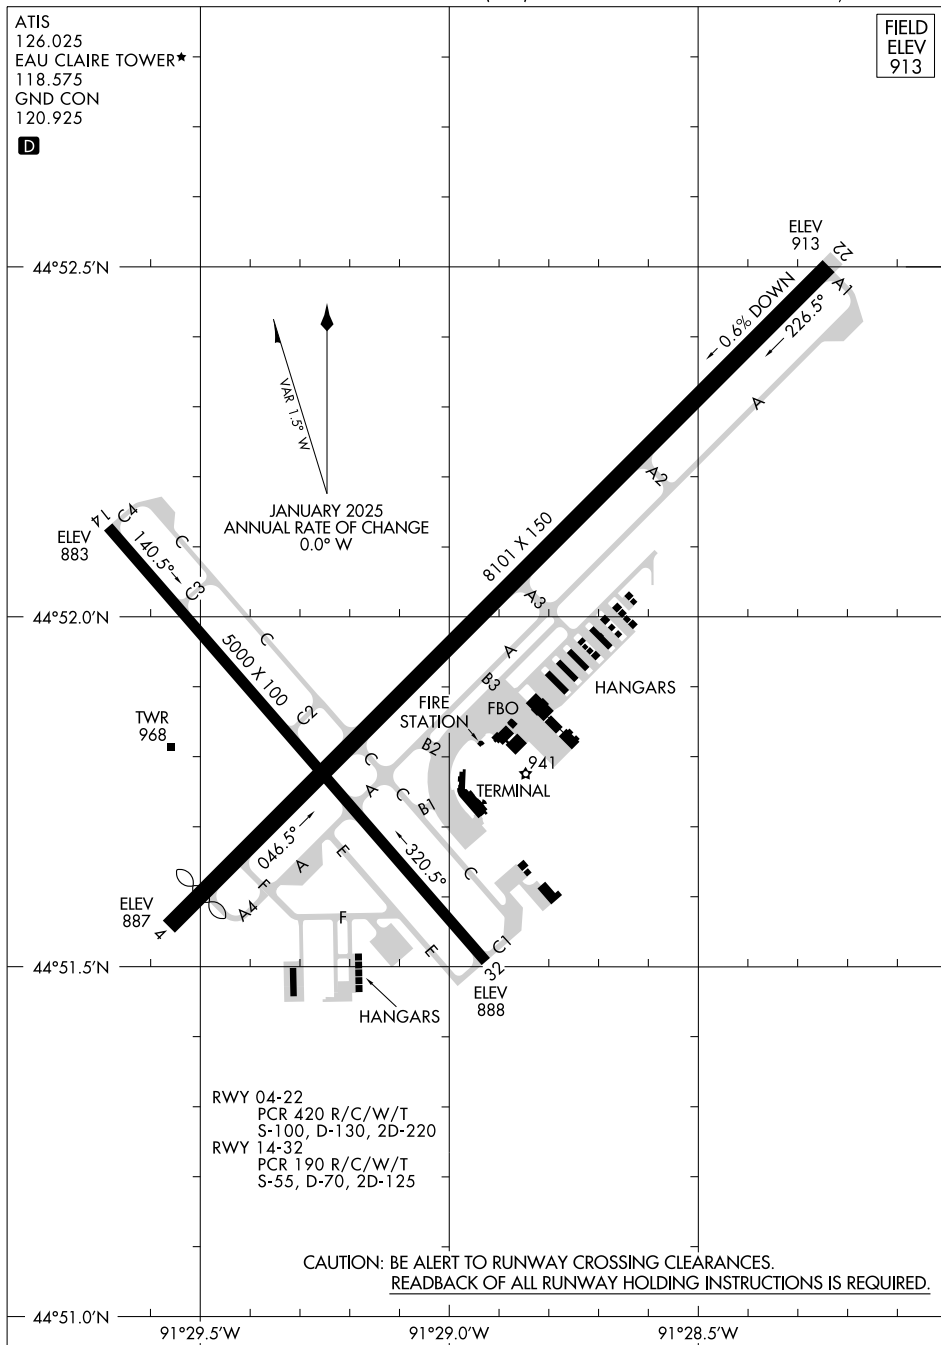 ATIS
126.025
EAU CLAIRE TOWER★
118.575
GND CON
120.925
D
FIELD
ELEV
913
ELEV
913
22
44°52.5'N
A1
0.6% DOWN
226.5°
A
VAR 1.5° W
A2
JANUARY 2025
ANNUAL RATE OF CHANGE
0.0° W
8101 X 150
14
C4
ELEV
883
140.5°
C
C3
A3
44°52.0'N
C
5000 X 100
A
B3
HANGARS
FIRE
STATION
FBO
C2
TWR
968
B2
C
941
A
C
B1
TERMINAL
046.5°
E
320.5°
A
F
C
ELEV
887
A4
4
F
E
C1
32
44°51.5'N
ELEV
888
HANGARS
RWY 04-22
PCR 420 R/C/W/T
S-100, D-130, 2D-220
RWY 14-32
PCR 190 R/C/W/T
S-55, D-70, 2D-125
CAUTION: BE ALERT TO RUNWAY CROSSING CLEARANCES.
READBACK OF ALL RUNWAY HOLDING INSTRUCTIONS IS REQUIRED.
44°51.0'N
91°29.5'W
91°29.0'W
91°28.5'W